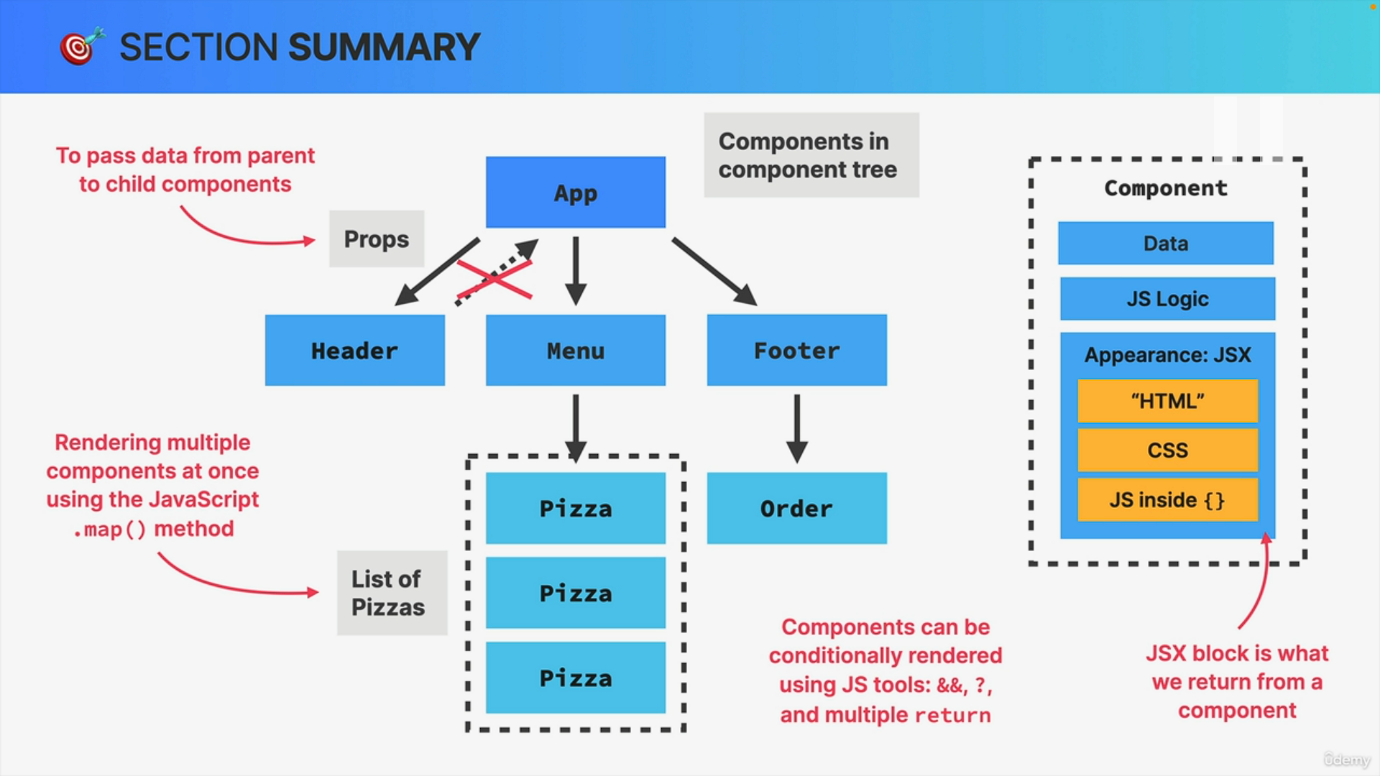 SECTION SUMMARY
To pass data from parent
to child components
Props
App
Components in
component tree
Header
Menu
Footer
Rendering multiple
components at once
using the JavaScript
.map() method
List of
Pizzas
Pizza
Pizza
Pizza
Order
Components can be
conditionally rendered
using JS tools: &&, ?,
and multiple return
Component
Data
JS Logic
Appearance: JSX
“HTML”
CSS
JS inside {}
JSX block is what
we return from a
component
ûdemy